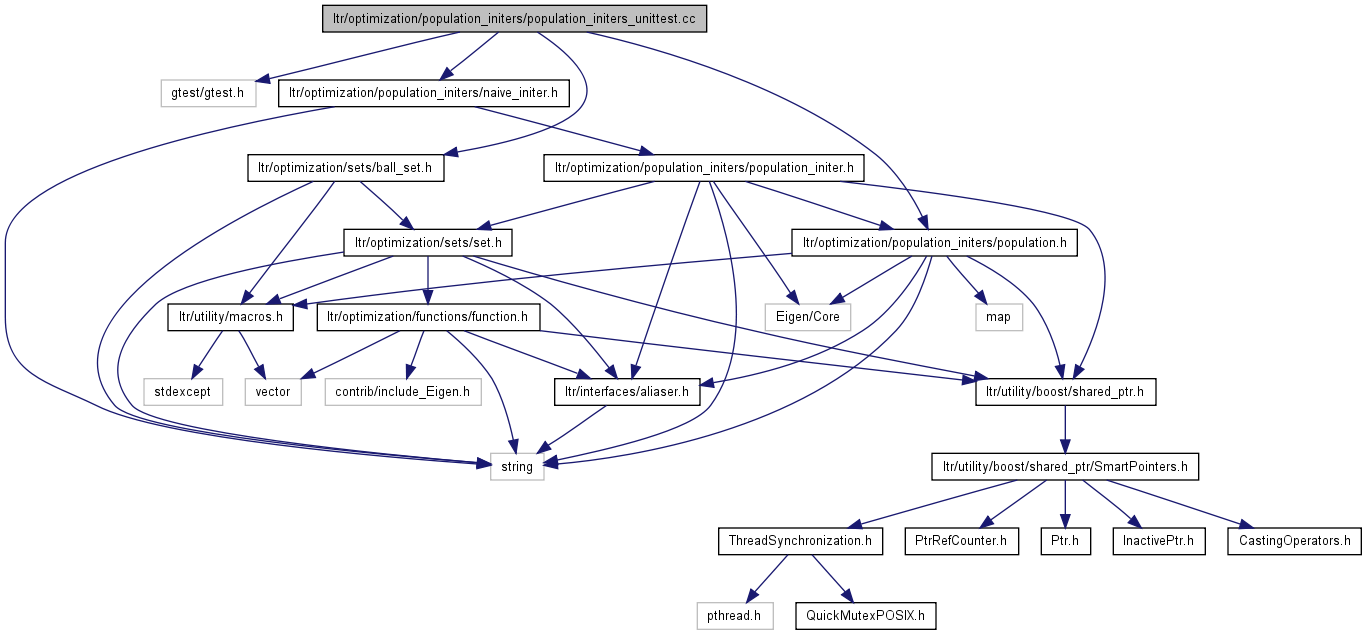 ltr/optimization/population_initers/population_initers_unittest.cc
gtest/gtest.h
ltr/optimization/population_initers/naive_initer.h
ltr/optimization/sets/ball_set.h
ltr/optimization/population_initers/population_initer.h
ltr/optimization/sets/set.h
ltr/optimization/population_initers/population.h
ltr/utility/macros.h
ltr/optimization/functions/function.h
Eigen/Core
map
stdexcept
vector
contrib/include_Eigen.h
ltr/interfaces/aliaser.h
ltr/utility/boost/shared_ptr.h
string
ltr/utility/boost/shared_ptr/SmartPointers.h
ThreadSynchronization.h
PtrRefCounter.h
Ptr.h
InactivePtr.h
CastingOperators.h
pthread.h
QuickMutexPOSIX.h